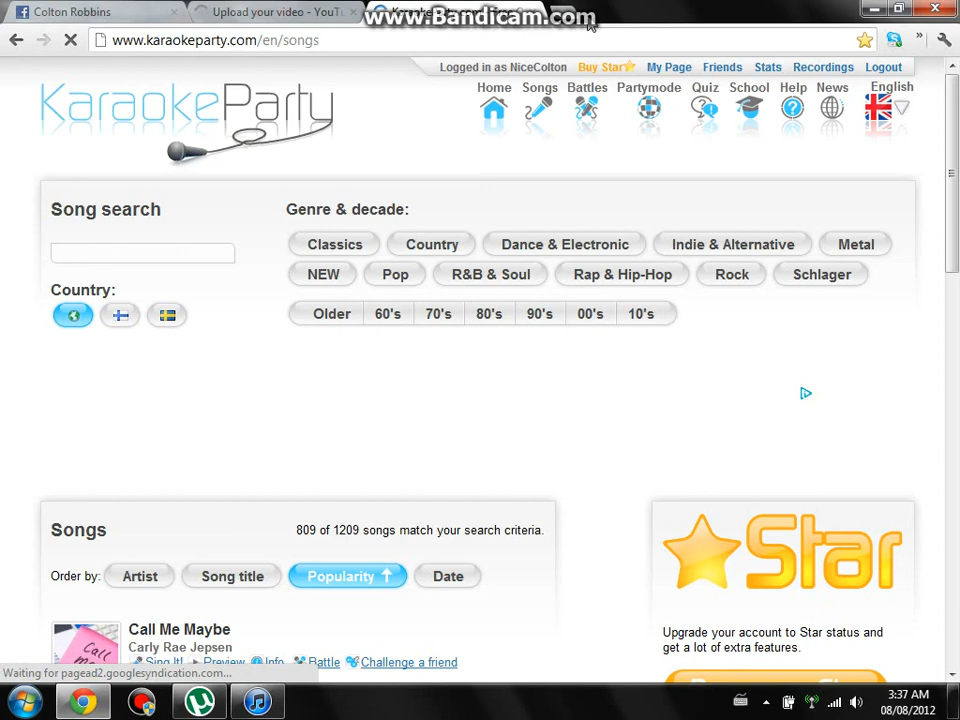 Colton Robbins
Upload your video - YouTu
www.Bandicam.com
www.karaokeparty.com/en/songs
Logged in as NiceColton Buy Star My Page Friends Stats Recordings Logout
KaraokeParty
Home Songs Battles Partymode Quiz School Help News English
Song search
Genre & decade:
Classics Country Dance & Electronic Indie & Alternative Metal
NEW Pop R&B & Soul Rap & Hip-Hop Rock Schlager
Country:
Older 60's 70's 80's 90's 00's 10's
Songs
809 of 1209 songs match your search criteria.
Star
Order by: Artist Song title Popularity Date
Call Me Maybe
Carly Rae Jepsen
Sing It! Preview Info Battle Challenge a friend
Call
Upgrade your account to Star status and
get a lot of extra features.
Waiting for pagead2.googlesyndication.com...
3:37 AM
08/08/2012